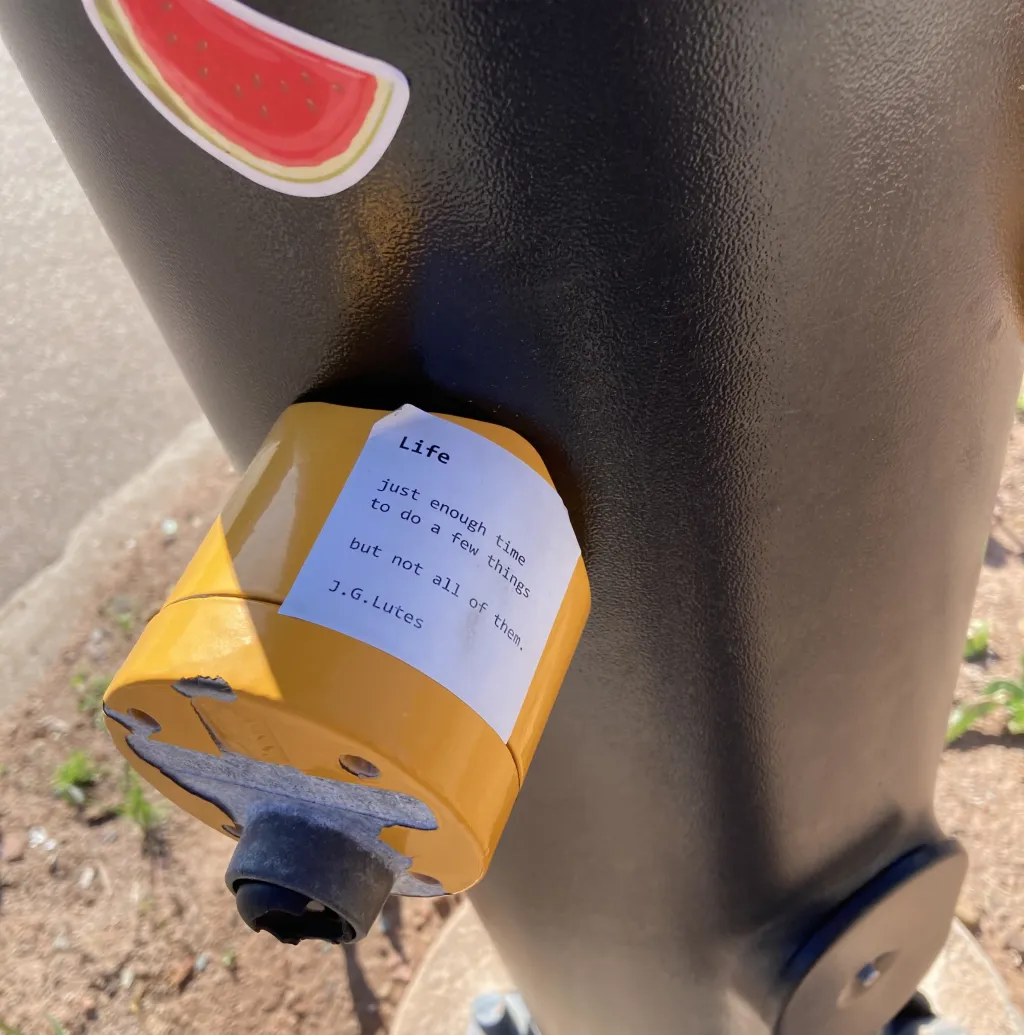 Life
just enough time
to do a few things
but not all of them.
J.G.Lutes